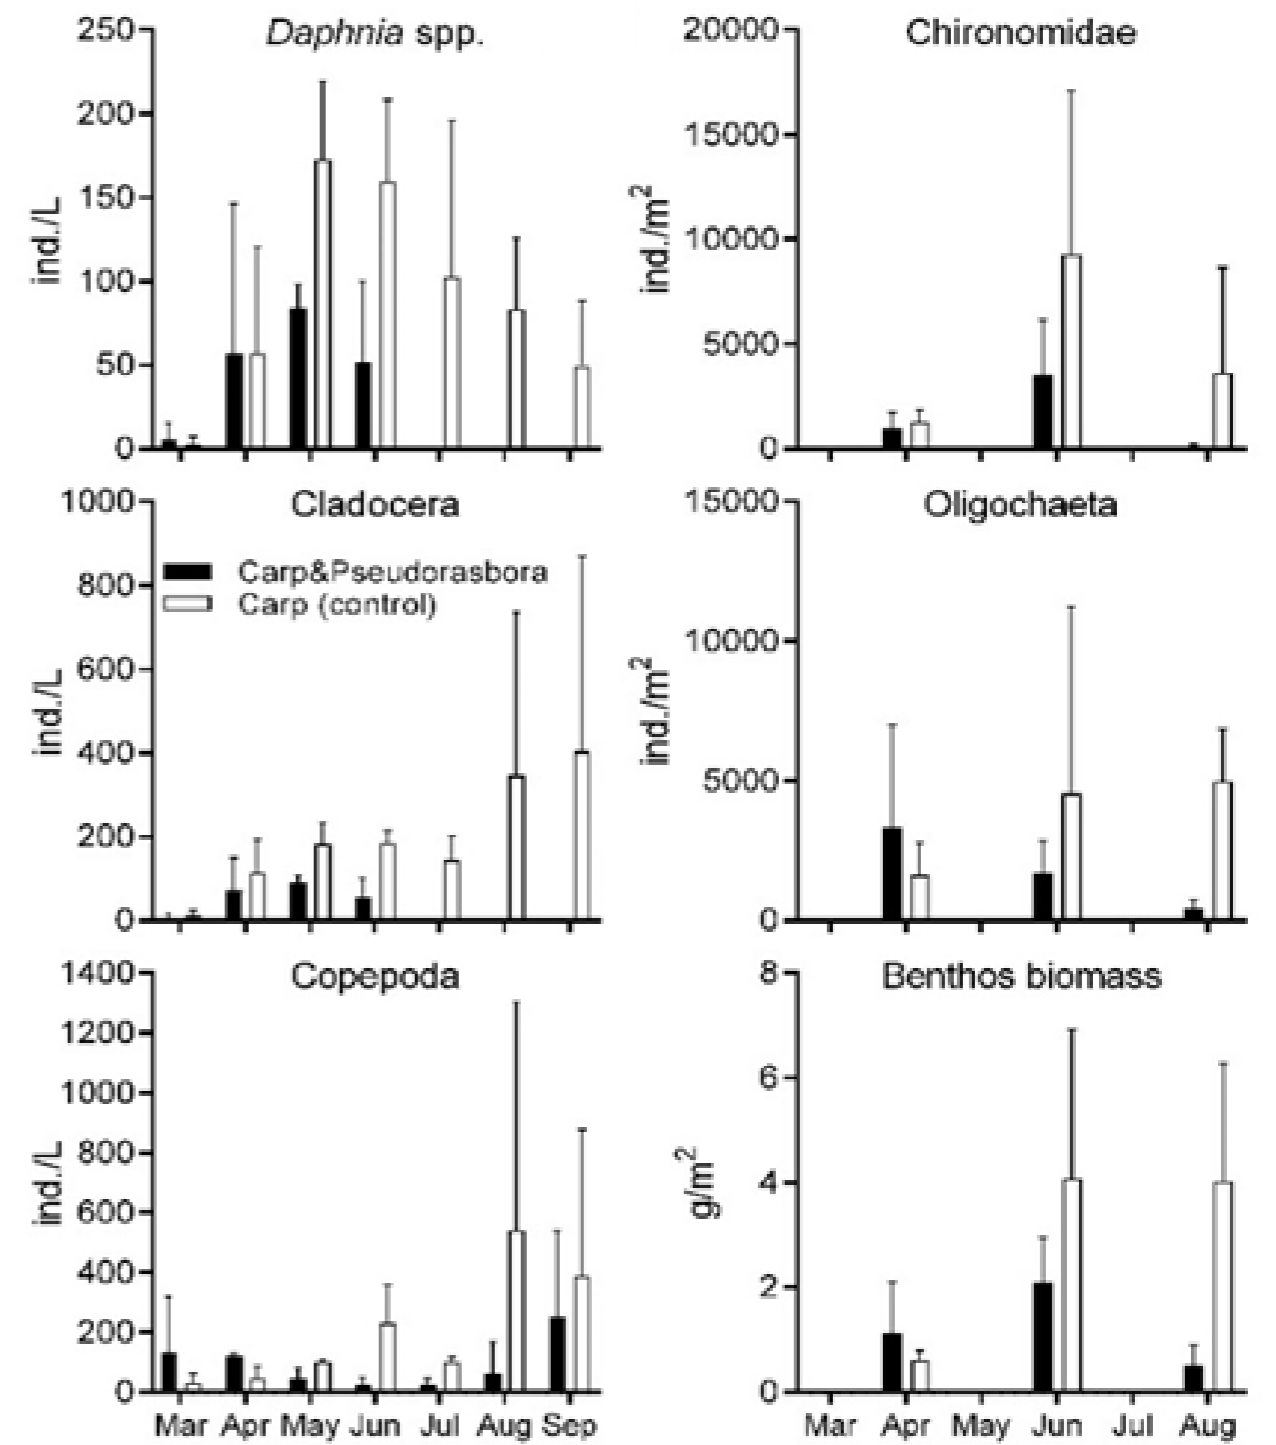 Daphnia spp.
250
200
150
100
50
0
ind./L
Chironomidae
20000
15000
10000
5000
0
ind./m²
Cladocera
1000
800
600
400
200
0
ind./L
Carp&Pseudorasbora
Carp (control)
Oligochaeta
15000
10000
5000
0
ind./m²
Copepoda
1400
1200
1000
800
600
400
200
0
ind./L
Mar Apr May Jun Jul Aug Sep
Benthos biomass
8
6
4
2
0
g/m²
Mar Apr May Jun Jul Aug